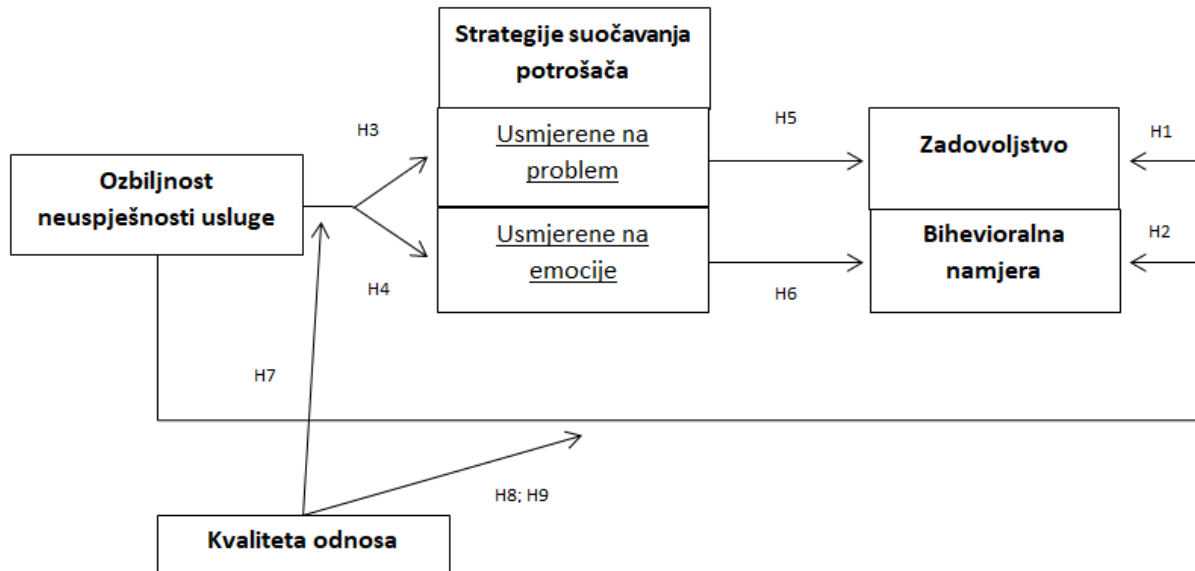 Strategije suočavanja
potrošača
H3
H5
H1
Usmjerene na
problem
Zadovoljstvo
Ozbiljnost
neuspješnosti usluge
Usmjerene na
emocije
Bihevioralna
namjera
H2
H4
H6
H7
H8; H9
Kvaliteta odnosa